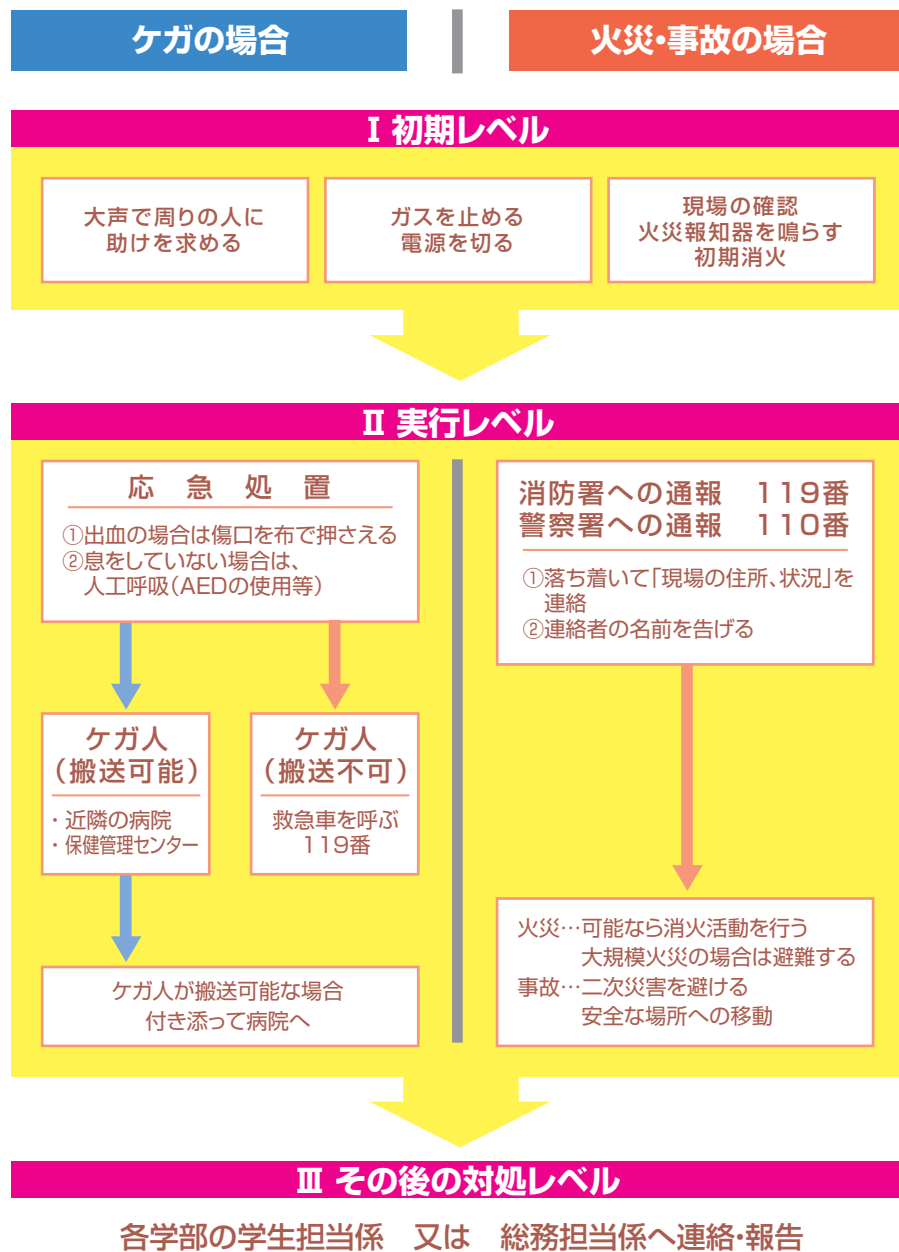 ケガの場合
火災・事故の場合
Ⅰ 初期レベル
大声で周りの人に
助けを求める
ガスを止める
電源を切る
現場の確認
火災報知器を鳴らす
初期消火
Ⅱ 実行レベル
応 急 処 置
①出血の場合は傷口を布で押さえる
②息をしていない場合は、
人工呼吸(AEDの使用等)
ケガ人
(搬送可能)
・近隣の病院
・保健管理センター
ケガ人
(搬送不可)
救急車を呼ぶ
119番
ケガ人が搬送可能な場合
付き添って病院へ
消防署への通報 119番
警察署への通報 110番
①落ち着いて「現場の住所、状況」を
連絡
②連絡者の名前を告げる
火災…可能なら消火活動を行う
大規模火災の場合は避難する
事故…二次災害を避ける
安全な場所への移動
Ⅲ その後の対処レベル
各学部の学生担当係 又は 総務担当係へ連絡・報告